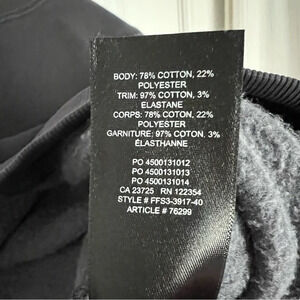 BODY: 78% COTTON, 22%
POLYESTER
TRIM: 97% COTTON, 3%
ELASTANE
CORPS: 78% COTON, 22%
POLYESTER
GARNITURE: 97% COTON, 3%
ÉLASTHANNE
PO 4500131012
PO 4500131013
PO 4500131014
CA 23725 RN 122354
STYLE # FFS3-3917-40
ARTICLE # 76299